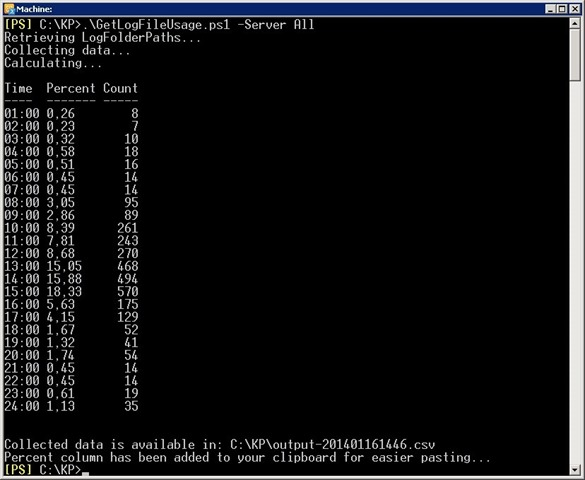 Machine:
[PS] C:\KP>.\GetLogFileUsage.ps1 -Server All
Retrieving LogFolderPaths...
Collecting data...
Calculating...
Time  Percent Count
----  ------- -----
01:00 0,26        8
02:00 0,23        7
03:00 0,32       10
04:00 0,58       18
05:00 0,51       16
06:00 0,45       14
07:00 0,45       14
08:00 3,05       95
09:00 2,86       89
10:00 8,39      261
11:00 7,81      243
12:00 8,68      270
13:00 15,05     468
14:00 15,88     494
15:00 18,33     570
16:00 5,63      175
17:00 4,15      129
18:00 1,67       52
19:00 1,32       41
20:00 1,74       54
21:00 0,45       14
22:00 0,45       14
23:00 0,61       19
24:00 1,13       35
Collected data is available in: C:\KP\output-201401161446.csv
Percent column has been added to your clipboard for easier pasting...
[PS] C:\KP>_